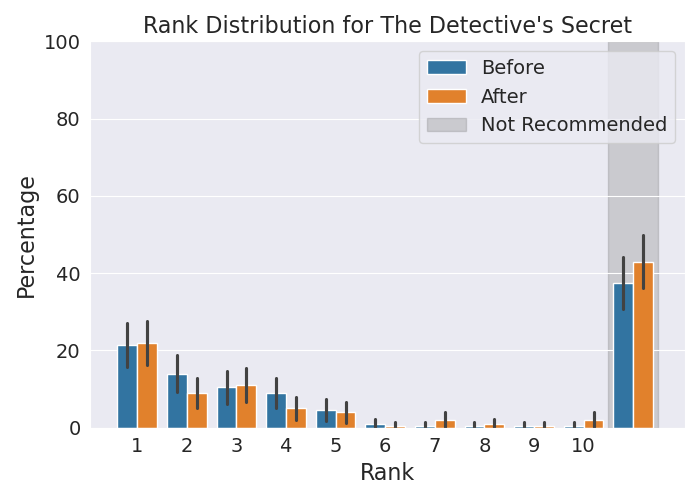 Rank Distribution for The Detective's Secret
100
80
60
40
20
0
Percentage
Before
After
Not Recommended
1 2 3 4 5 6 7 8 9 10
Rank